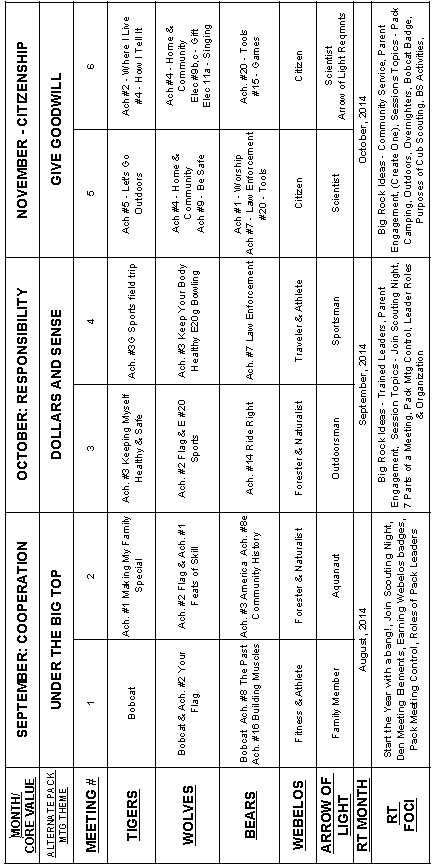 MONTH/
CORE VALUE
SEPTEMBER: COOPERATION
OCTOBER: RESPONSIBILITY
NOVEMBER - CITIZENSHIP
ALTERNATE PACK
MTG THEME
UNDER THE BIG TOP
DOLLARS AND SENSE
GIVE GOODWILL
MEETING #
1
2
3
4
5
6
TIGERS
Bobcat
Ach. #1 Making My Family
Special
Ach. #3 Keeping Myself
Healthy & Safe
Ach. #3G Sports field trip
Ach #5 - Let's Go
Outdoors
Ach #2 - Where I Live
#4 - How I Tell It
WOLVES
Bobcat & Ach. #2 Your
Flag
Ach. #2 Flag & Ach. #1
Feats of Skill
Ach. #2 Flag & E #20
Sports
Ach. #3 Keep Your Body
Healthy E20g Bowling
Ach #4 - Home &
Community
Ach #9 - Be Safe
Ach #4 - Home &
Community
Elec #9b,c - Gift
Elec 11a - Singing
BEARS
Bobcat Ach. #8 The Past
Ach. #16 Building Muscles
Ach. #3 America Ach. #8e
Community History
Ach. #14 Ride Right
Ach. #7 Law Enforcement
Ach #1 - Worship
Ach #7 - Law Enforcement
#20 - Tools
Ach. #20 - Tools
#15 - Games
WEBELOS
Fitness & Athlete
Forester & Naturalist
Forester & Naturalist
Traveler & Athlete
Citizen
Citizen
ARROW OF
LIGHT
Family Member
Aquanaut
Outdoorsman
Sportsman
Scientist
Scientist
Arrow of Light Reqmnts
RT MONTH
August, 2014
September, 2014
October, 2014
RT
FOCI
Start the Year with a bang!, Join Scouting Night,
Den Meeting Elements, Earning Webelos badges,
Pack Meeting Control, Roles of Pack Leaders
Big Rock Ideas - Trained Leaders, Parent
Engagement, Session Topics - Join Scouting Night,
7 Parts of a Meeting, Pack Mtg Control, Leader Roles
& Organization
Big Rock Ideas - Community Service, Parent
Engagement, (Create One), Sessions Topics - Pack
Camping, Outdoors, Overnighters, Bobcat Badge,
Purposes of Cub Scouting, BS Activities.